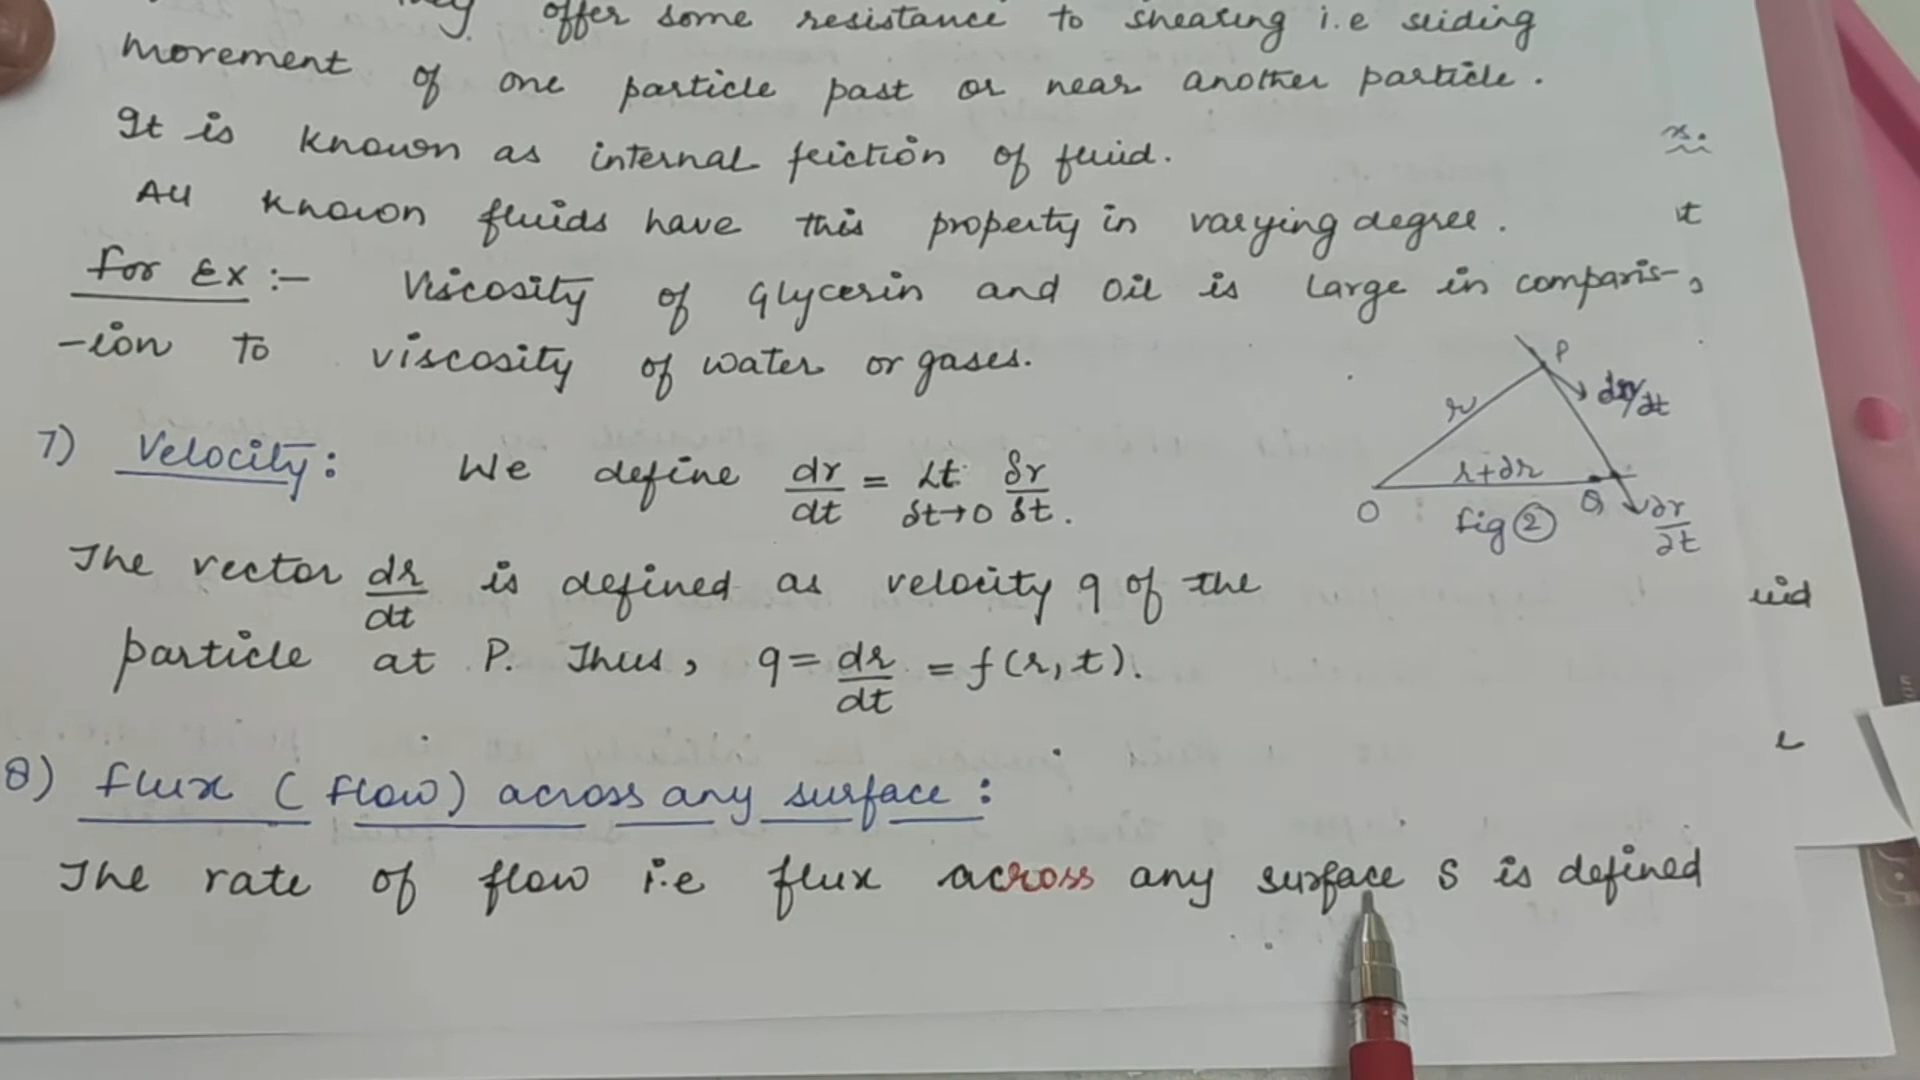 they offer some resistance to shearing i.e sliding
movement of one particle past or near another particle.
It is known as internal friction of fluid.
All known fluids have this property in varying degree.
For Ex :- Viscosity of Glycerin and oil is large in comparis-
-ion to viscosity of water or gases.
P
dr/dt
r
r+∂r
O
Q
∂r/∂t
fig ②
7) Velocity: We define dr/dt = Lt δt→0 δr/δt.
The vector dr/dt is defined as velocity q of the
particle at P. Thus, q = dr/dt = f(r, t).
8) Flux (Flow) across any surface :
The rate of flow i.e flux across any surface S is defined
t
uid